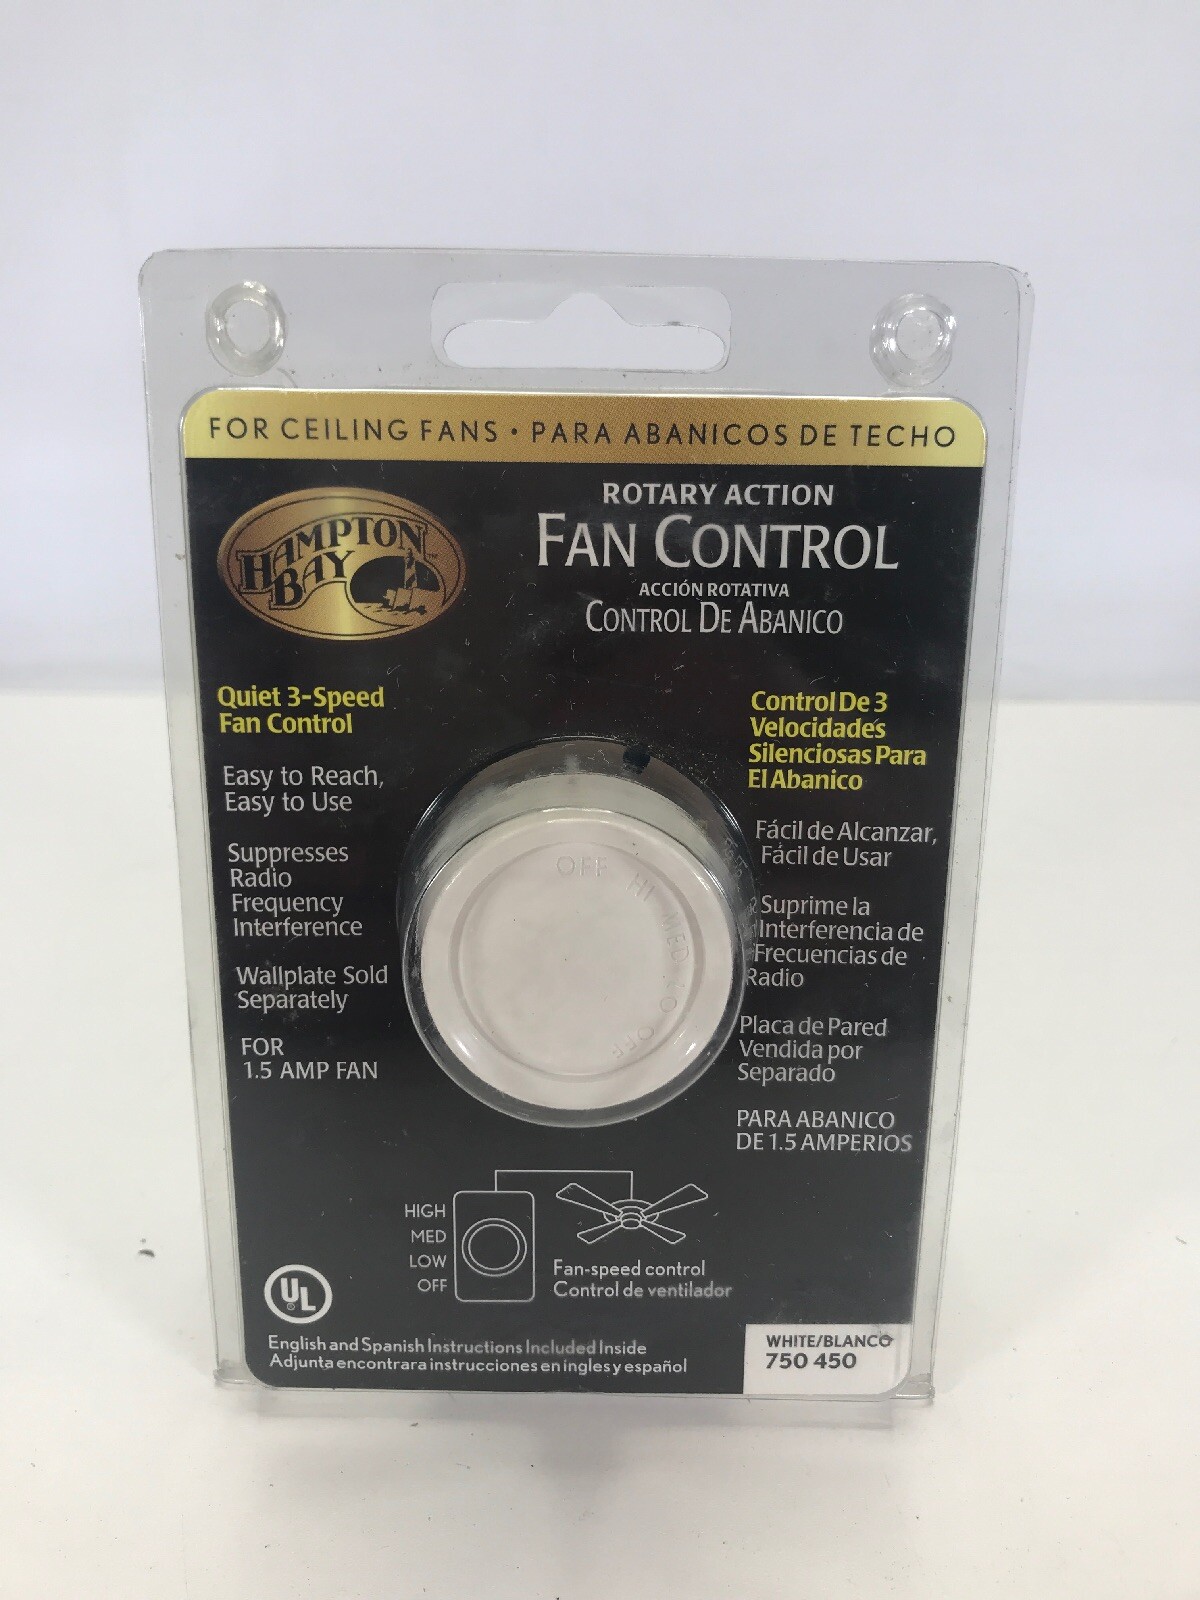 FOR CEILING FANS • PARA ABANICOS DE TECHO
HAMPTON
BAY
ROTARY ACTION
FAN CONTROL
ACCIÓN ROTATIVA
CONTROL DE ABANICO
Quiet 3-Speed
Fan Control
Easy to Reach,
Easy to Use
Suppresses
Radio
Frequency
Interference
Wallplate Sold
Separately
FOR
1.5 AMP FAN
OFF HI MED LO OFF
Control De 3
Velocidades
Silenciosas Para
El Abanico
Fácil de Alcanzar,
Fácil de Usar
Suprime la
Interferencia de
Frecuencias de
Radio
Placa de Pared
Vendida por
Separado
PARA ABANICO
DE 1.5 AMPERIOS
HIGH
MED
LOW
OFF
Fan-speed control
Control de ventilador
UL
®
English and Spanish Instructions Included Inside
Adjunta encontrara instrucciones en ingles y español
WHITE/BLANCO
750 450